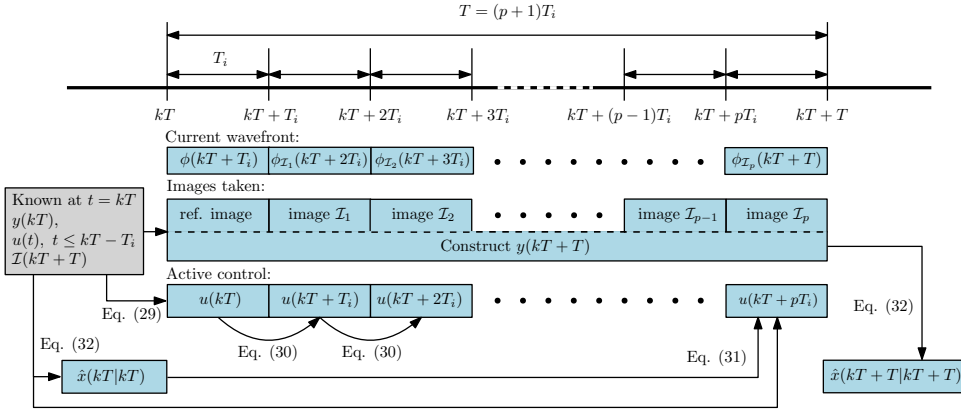 T = (p + 1)T_i
T_i
kT kT + T_i kT + 2T_i kT + 3T_i kT + (p − 1)T_i kT + pT_i kT + T
Current wavefront:
ϕ(kT + T_i) ϕ_{ℐ_1}(kT + 2T_i) ϕ_{ℐ_2}(kT + 3T_i) ϕ_{ℐ_p}(kT + T)
Images taken:
Known at t = kT
y(kT),
u(t), t ≤ kT − T_i
ℐ(kT + T)
ref. image image ℐ_1 image ℐ_2 image ℐ_{p−1} image ℐ_p
Construct y(kT + T)
Active control:
Eq. (29)
u(kT) u(kT + T_i) u(kT + 2T_i) u(kT + pT_i)
Eq. (32)
Eq. (32)
Eq. (30) Eq. (30) Eq. (31)
x̂(kT|kT) x̂(kT + T|kT + T)